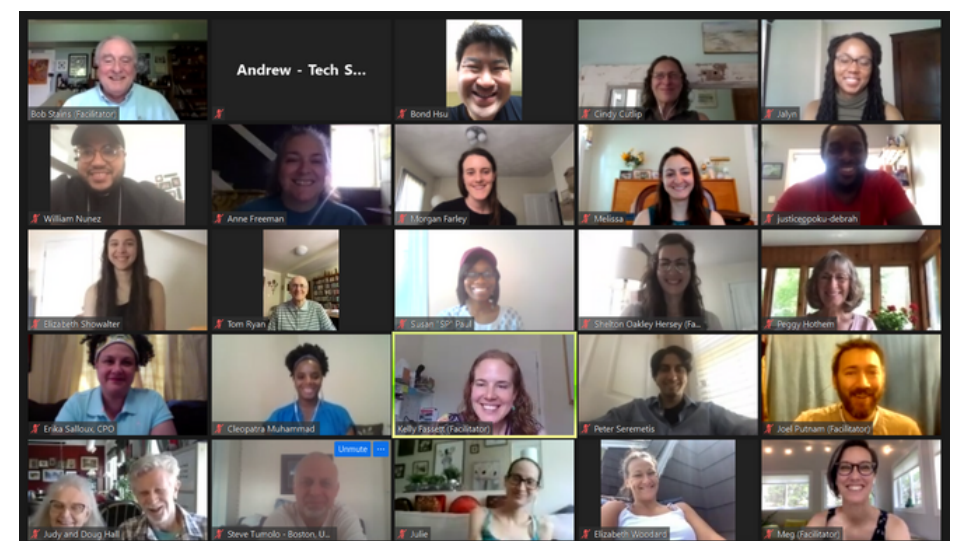 Bob Stains (Facilitator)
Andrew - Tech S...
Bond Hsu
Cindy Cutlip
Jalyn
William Nunez
Anne Freeman
Morgan Farley
Melissa
justiceopoku-debrah
Elizabeth Showalter
Tom Ryan
Susan "SP" Paul
Shelton Oakley Hersey (Fa...
Peggy Hothem
Erika Salloux, CPO
Cleopatra Muhammad
Kelly Fassett (Facilitator)
Peter Seremetis
Joel Putnam (Facilitator)
Unmute ...
Judy and Doug Hall
Steve Tumolo - Boston, U...
Julie
Elizabeth Woodard
Meg (Facilitator)